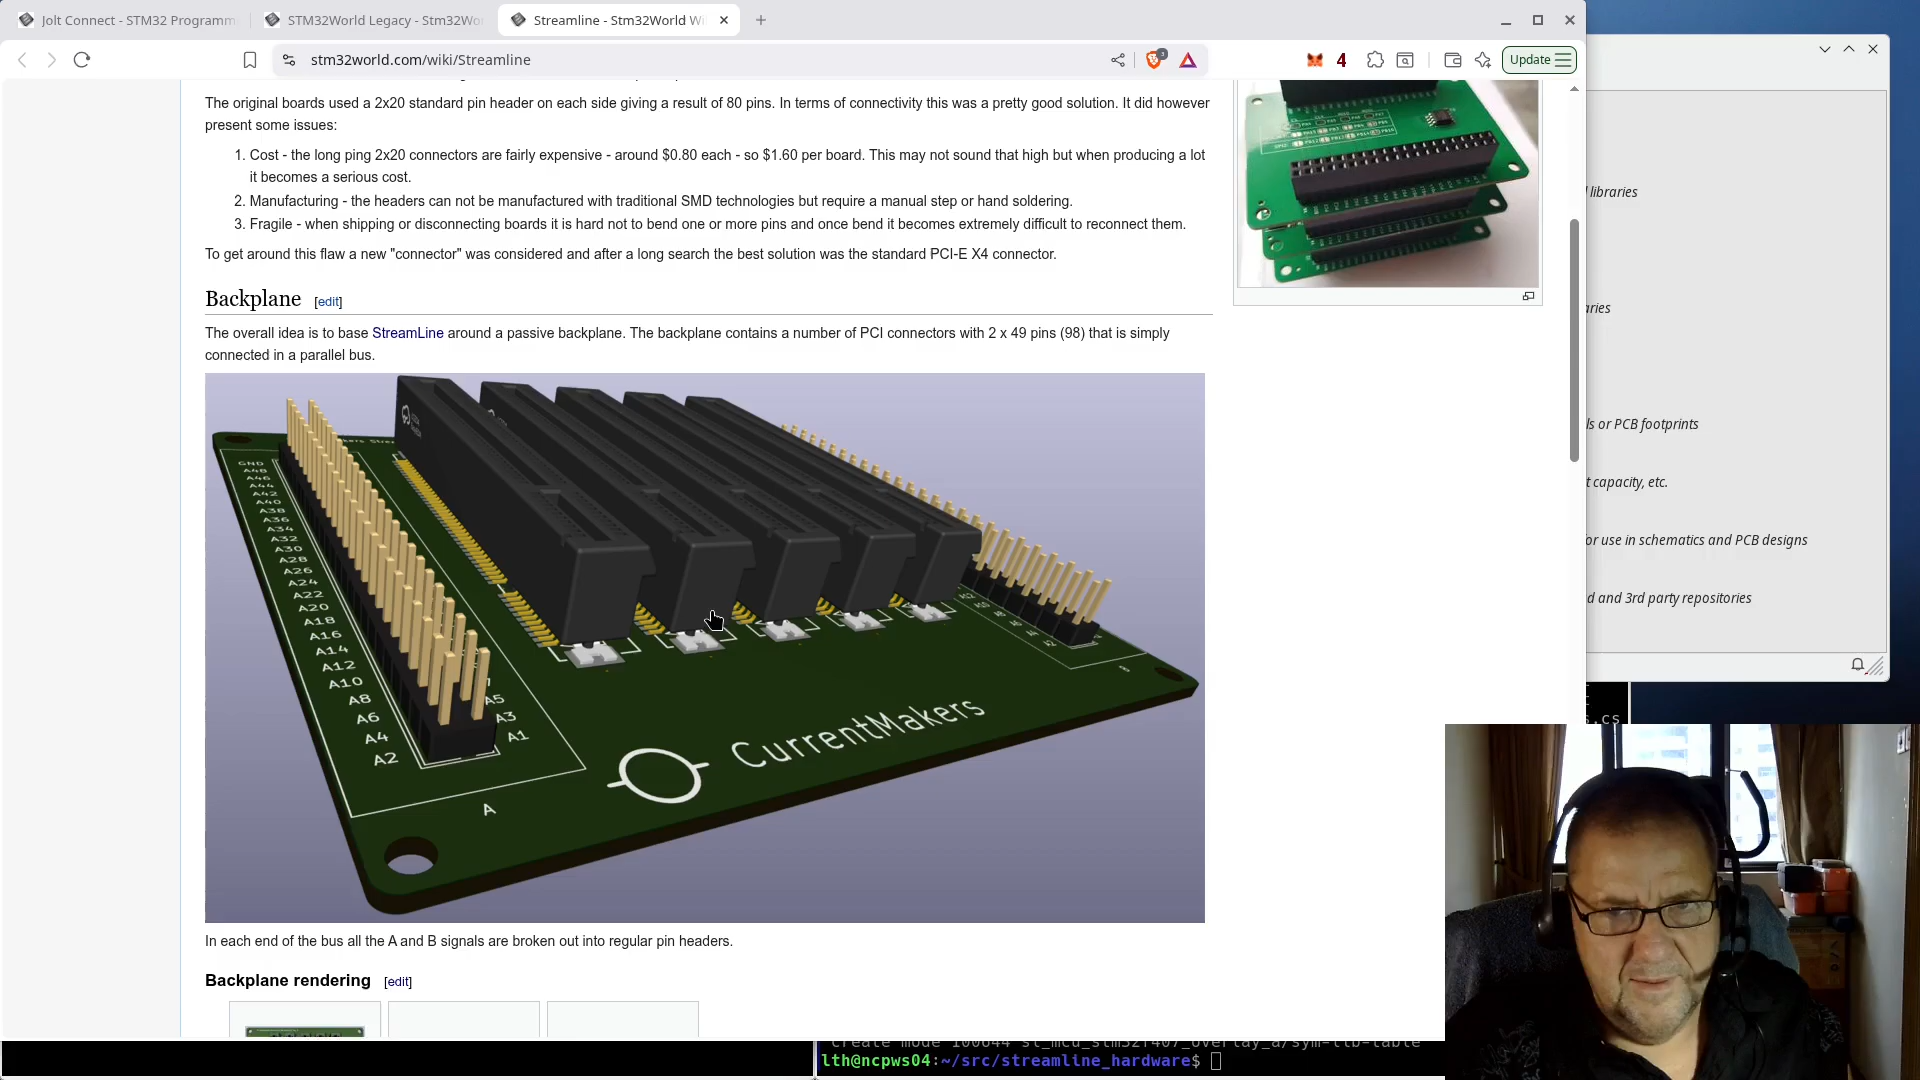 Jolt Connect - STM32 Programm
STM32World Legacy - Stm32Wo
Streamline - Stm32World Wi
stm32world.com/wiki/Streamline
3
4
Update
The original boards used a 2x20 standard pin header on each side giving a result of 80 pins. In terms of connectivity this was a pretty good solution. It did however
present some issues:
1. Cost - the long ping 2x20 connectors are fairly expensive - around $0.80 each - so $1.60 per board. This may not sound that high but when producing a lot
it becomes a serious cost.
2. Manufacturing - the headers can not be manufactured with traditional SMD technologies but require a manual step or hand soldering.
3. Fragile - when shipping or disconnecting boards it is hard not to bend one or more pins and once bend it becomes extremely difficult to reconnect them.
To get around this flaw a new "connector" was considered and after a long search the best solution was the standard PCI-E X4 connector.
Backplane [edit]
The overall idea is to base StreamLine around a passive backplane. The backplane contains a number of PCI connectors with 2 x 49 pins (98) that is simply
connected in a parallel bus.
GND
A48
A46
A44
A42
A40
A38
A36
A34
A32
A30
A28
A26
A24
A22
A20
A18
A16
A14
A12
A10
A8
A6
A4
A2
A5
A3
A1
A
CurrentMakers
In each end of the bus all the A and B signals are broken out into regular pin headers.
Backplane rendering [edit]
libraries
aries
ls or PCB footprints
t capacity, etc.
or use in schematics and PCB designs
d and 3rd party repositories
s.cs
create mode 100644 st_mcu_stm32f407_overlay_a/sym-lib-table
lth@ncpws04:~/src/streamline_hardware$